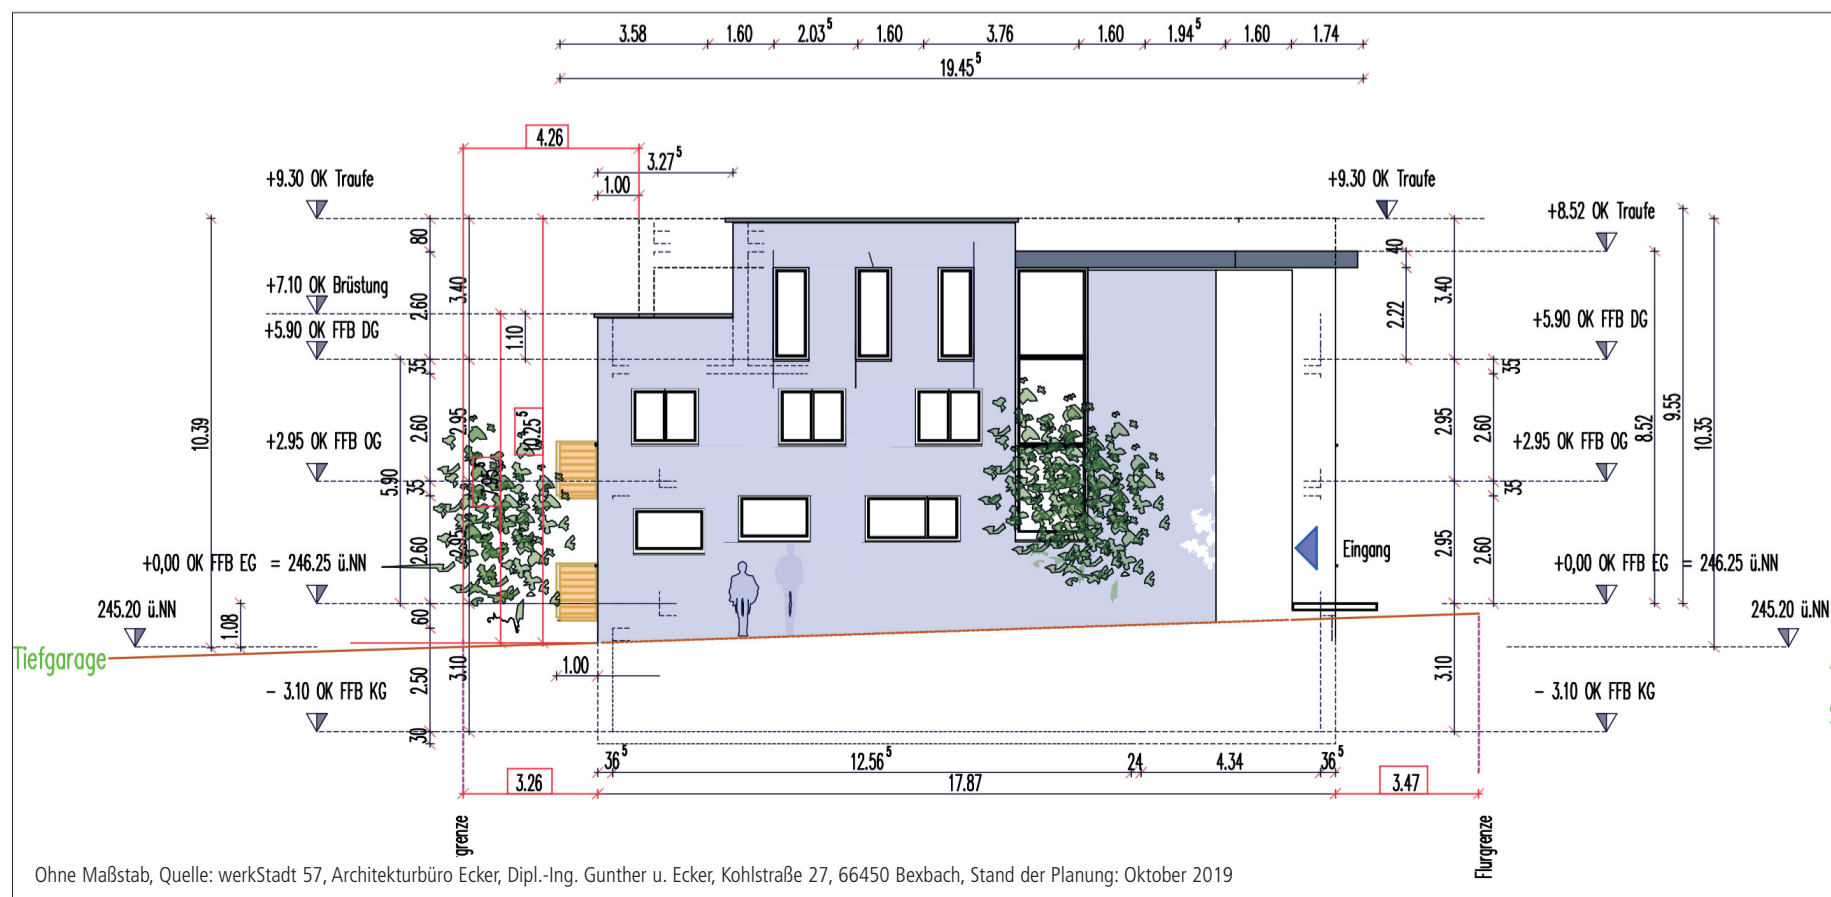 3.58 1.60 2.03⁵ 1.60 3.76 1.60 1.94⁵ 1.60 1.74
19.45⁵
4.26
3.27⁵
1.00
+9.30 OK Traufe
+9.30 OK Traufe
+8.52 OK Traufe
+7.10 OK Brüstung
+5.90 OK FFB DG
+5.90 OK FFB DG
+2.95 OK FFB OG
+2.95 OK FFB OG
+0,00 OK FFB EG = 246.25 ü.NN
+0,00 OK FFB EG = 246.25 ü.NN
245.20 ü.NN
245.20 ü.NN
Tiefgarage
- 3.10 OK FFB KG
- 3.10 OK FFB KG
Eingang
10.39
1.08
5.90
80
2.60
35
2.60
35
2.60
60
2.50
30
3.40
2.95
2.95
3.10
1.10
10.25⁵
1.00
40
2.22
3.40
2.95
2.95
3.10
35
2.60
35
2.60
8.52
9.55
10.35
36⁵ 12.56⁵ 24 4.34 36⁵
3.26 17.87 3.47
grenze
Flurgrenze
Ohne Maßstab, Quelle: werkStadt 57, Architekturbüro Ecker, Dipl.-Ing. Gunther u. Ecker, Kohlstraße 27, 66450 Bexbach, Stand der Planung: Oktober 2019